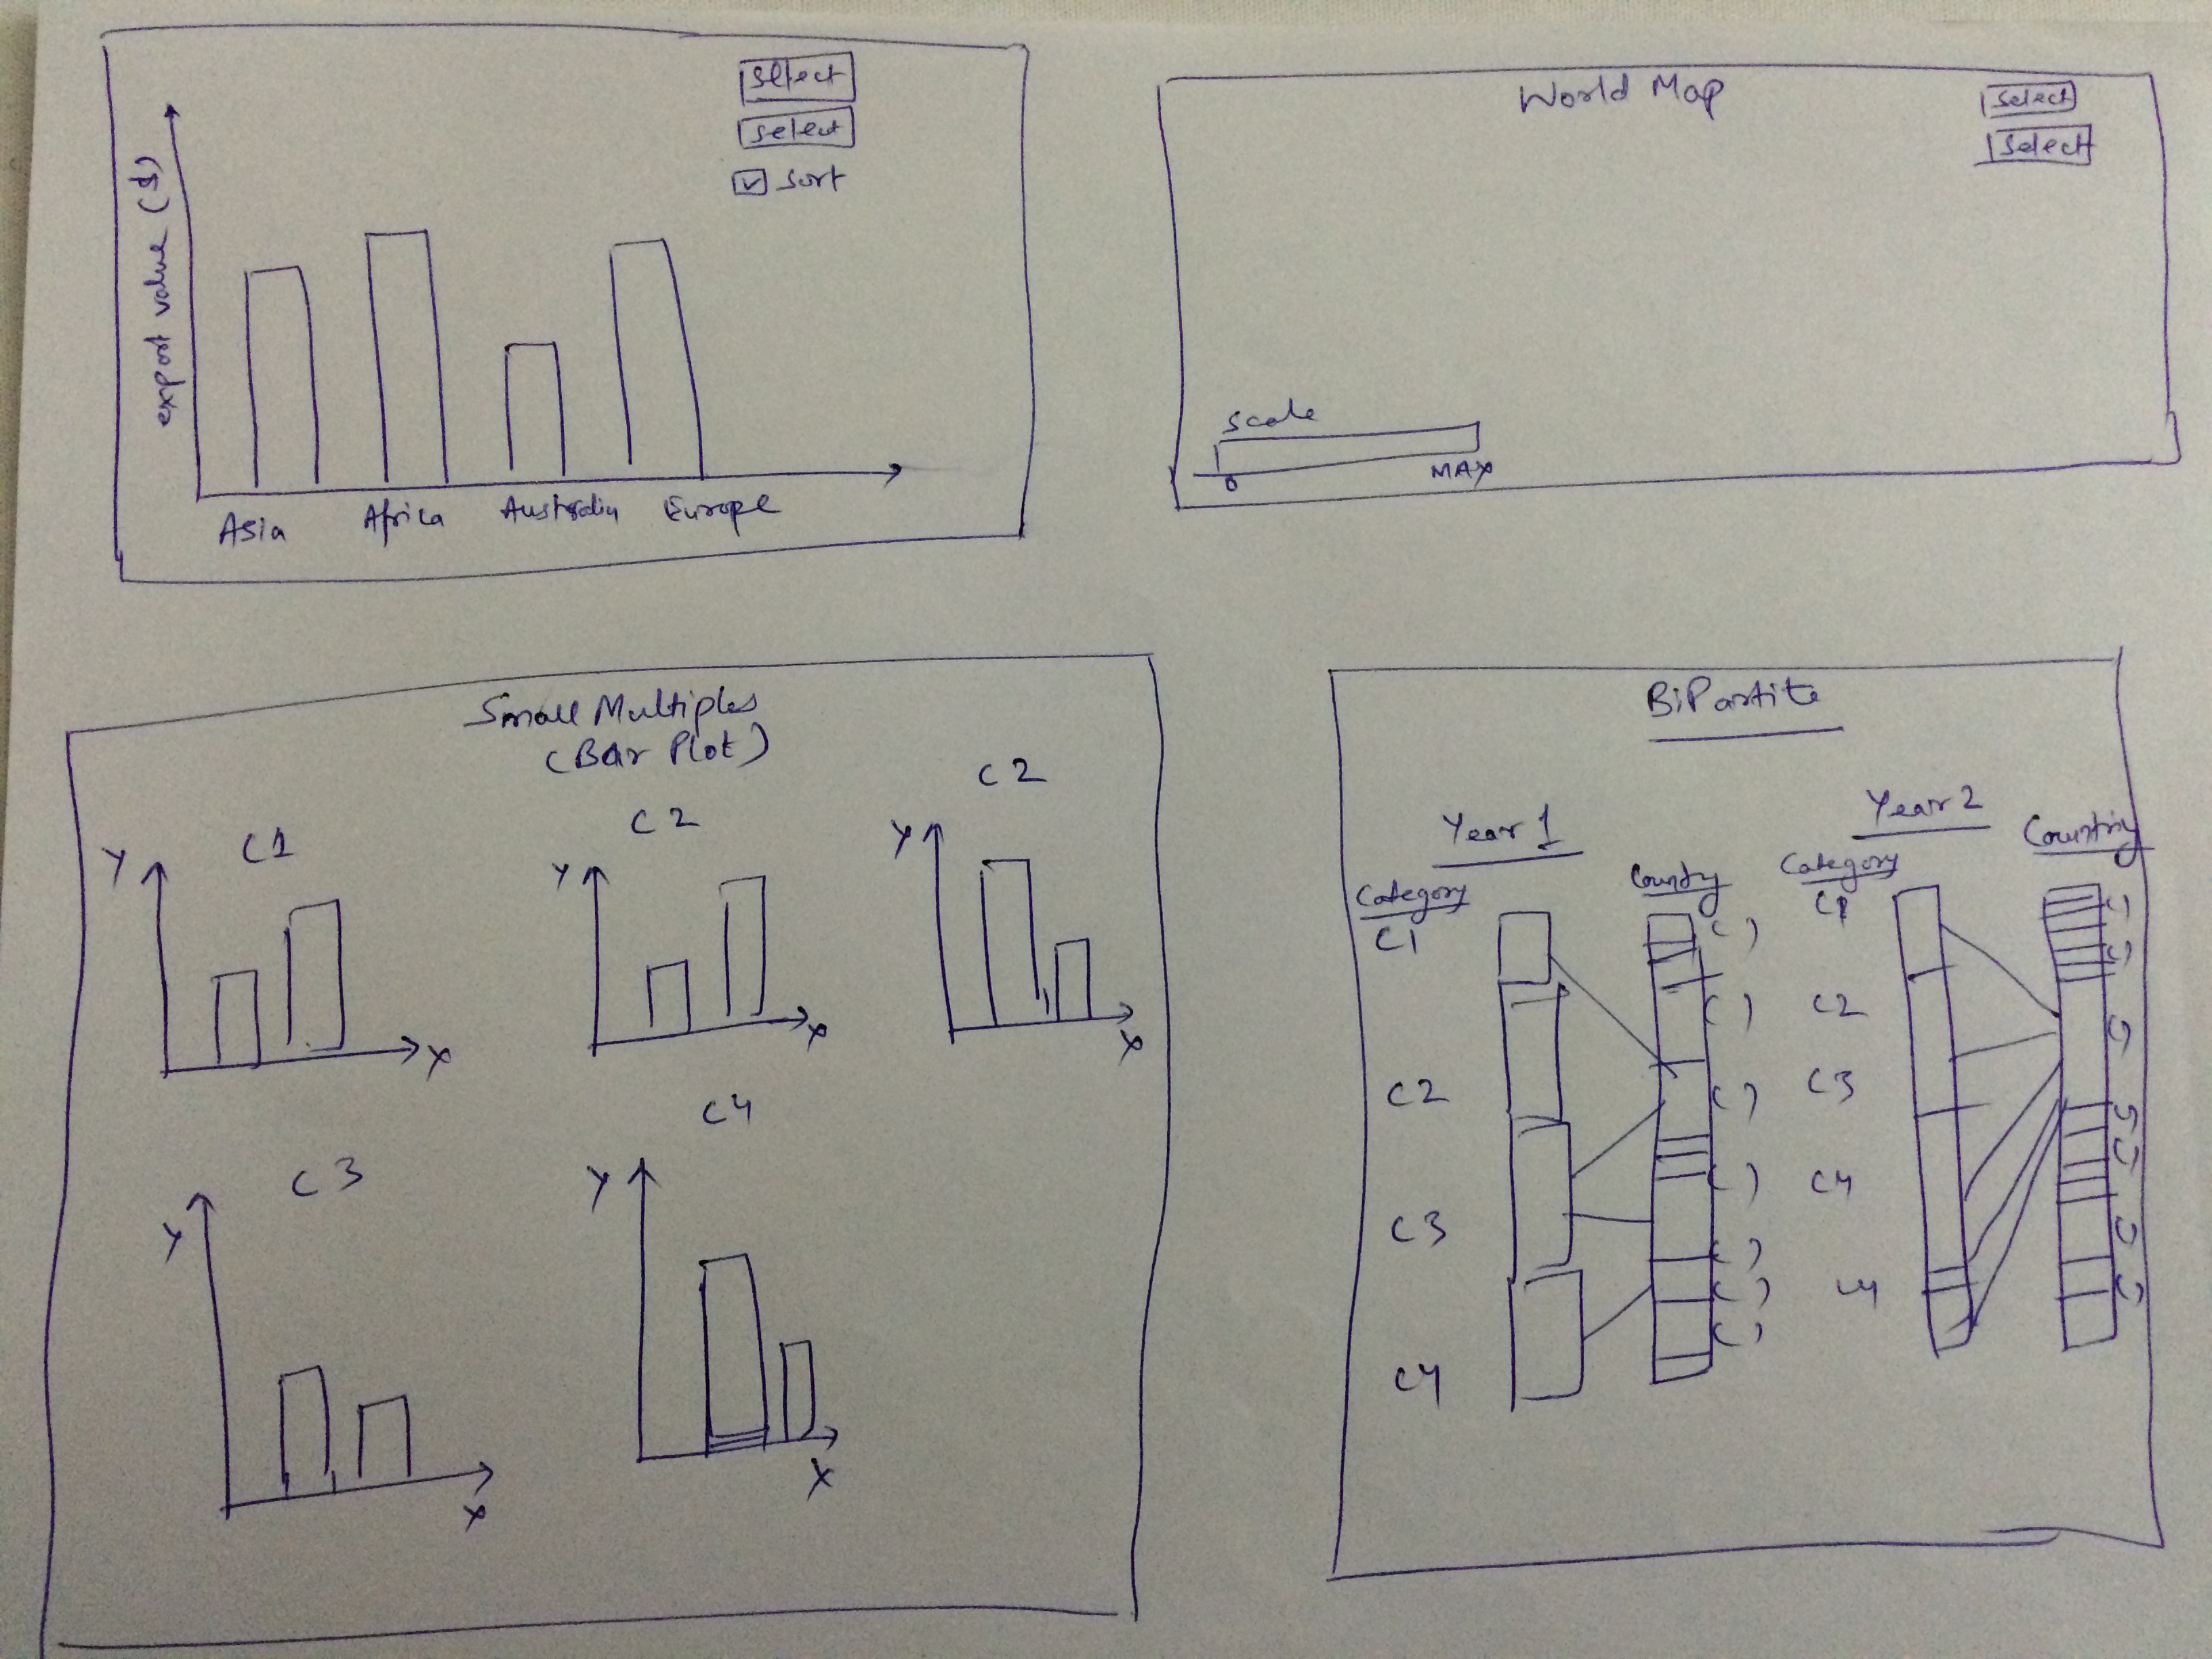 Select
Select
✓ Sort
export value ($)
Asia Africa Australia Europe
World Map
Select
Select
Scale
0 MAX
Small Multiples
(Bar Plot)
C1 C2 C2
Y Y Y
X X X
C3 C4
Y Y
X X
BiPartite
Year 1 Year 2
Category Country Category Country
C1 ( ) C1
C2 ( ) C2
C3 ( ) C3
C4 ( ) C4
( )
( )
( )